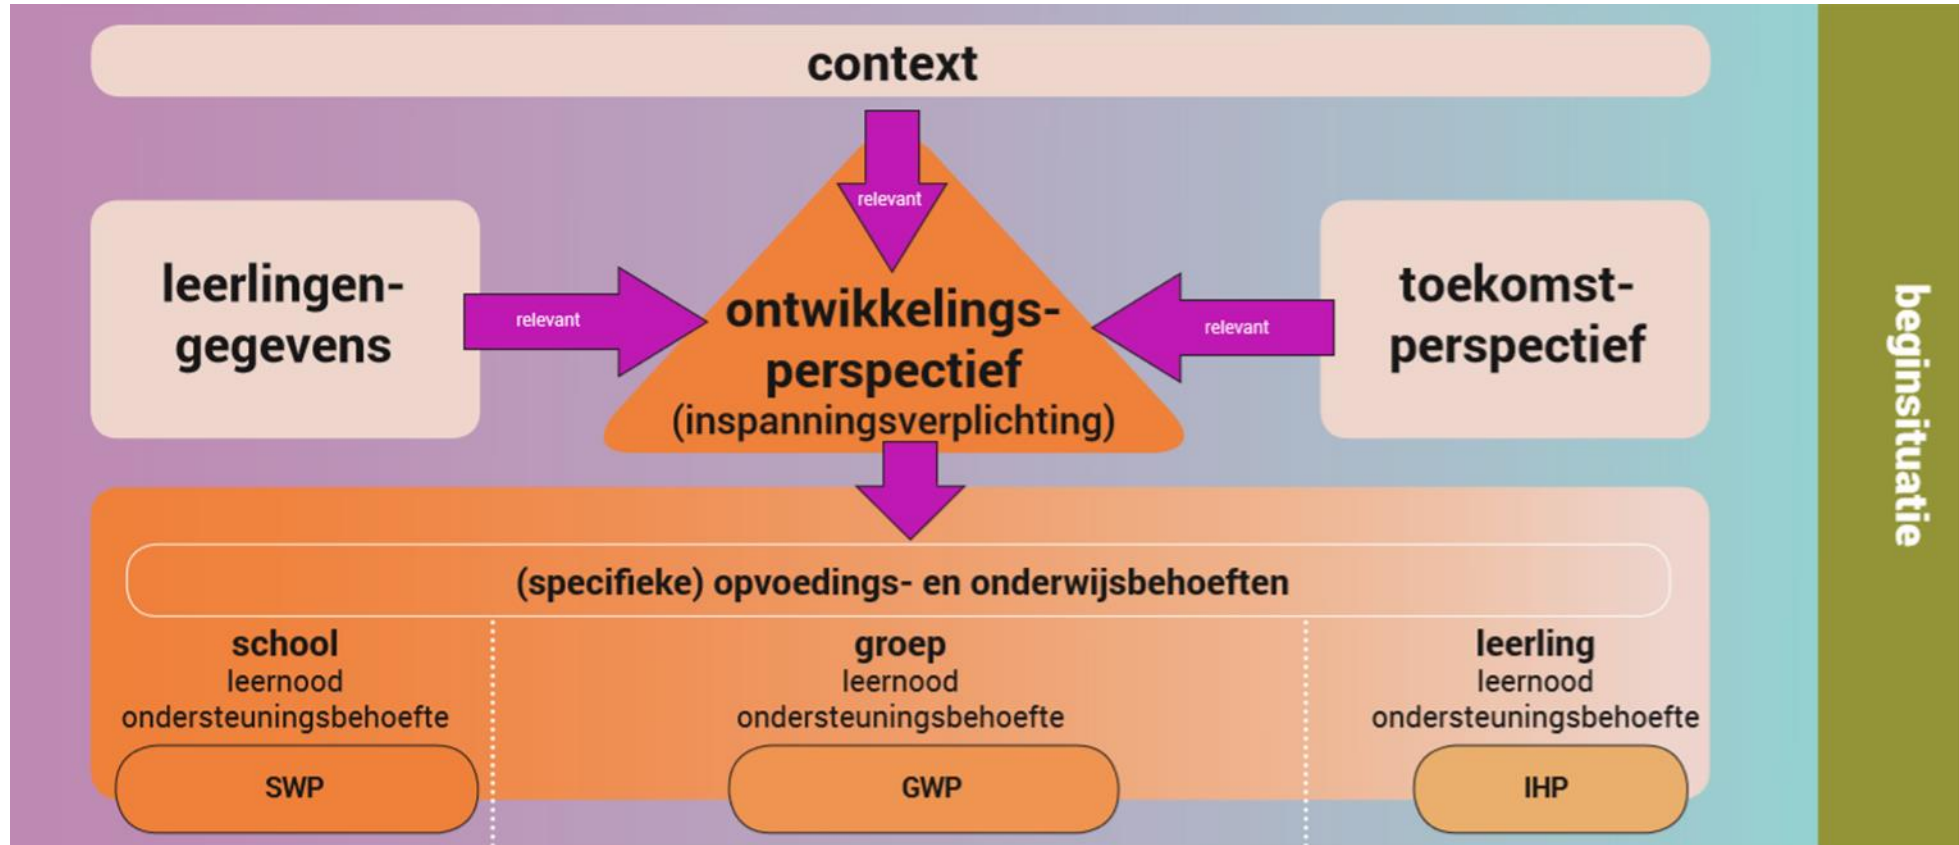 context
relevant
leerlingen-
gegevens
relevant
ontwikkelings-
perspectief
(inspanningsverplichting)
relevant
toekomst-
perspectief
beginsituatie
(specifieke) opvoedings- en onderwijsbehoeften
school
leernood
ondersteuningsbehoefte
SWP
groep
leernood
ondersteuningsbehoefte
GWP
leerling
leernood
ondersteuningsbehoefte
IHP